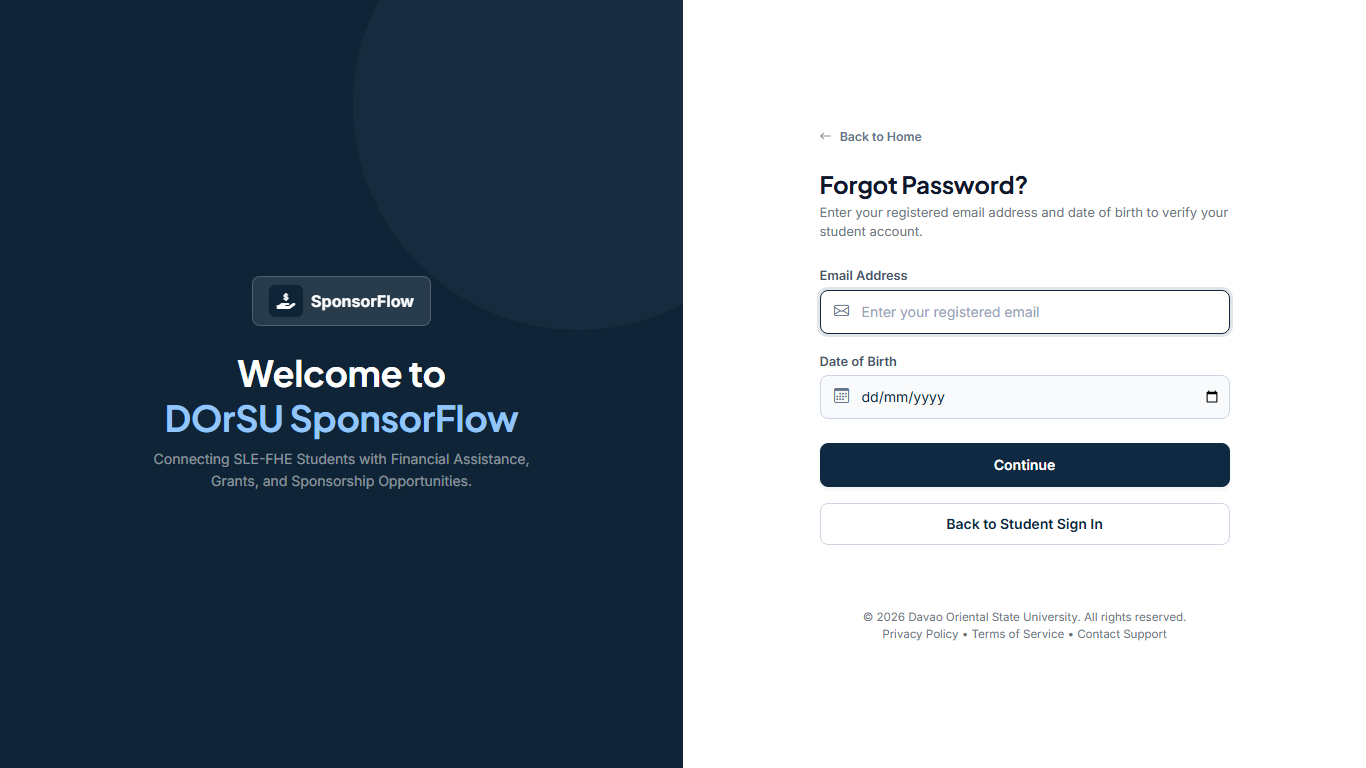 SponsorFlow
Welcome to
DOrSU SponsorFlow
Connecting SLE-FHE Students with Financial Assistance,
Grants, and Sponsorship Opportunities.
Back to Home
Forgot Password?
Enter your registered email address and date of birth to verify your
student account.
Email Address
Enter your registered email
Date of Birth
dd/mm/yyyy
Continue
Back to Student Sign In
© 2026 Davao Oriental State University. All rights reserved.
Privacy Policy • Terms of Service • Contact Support